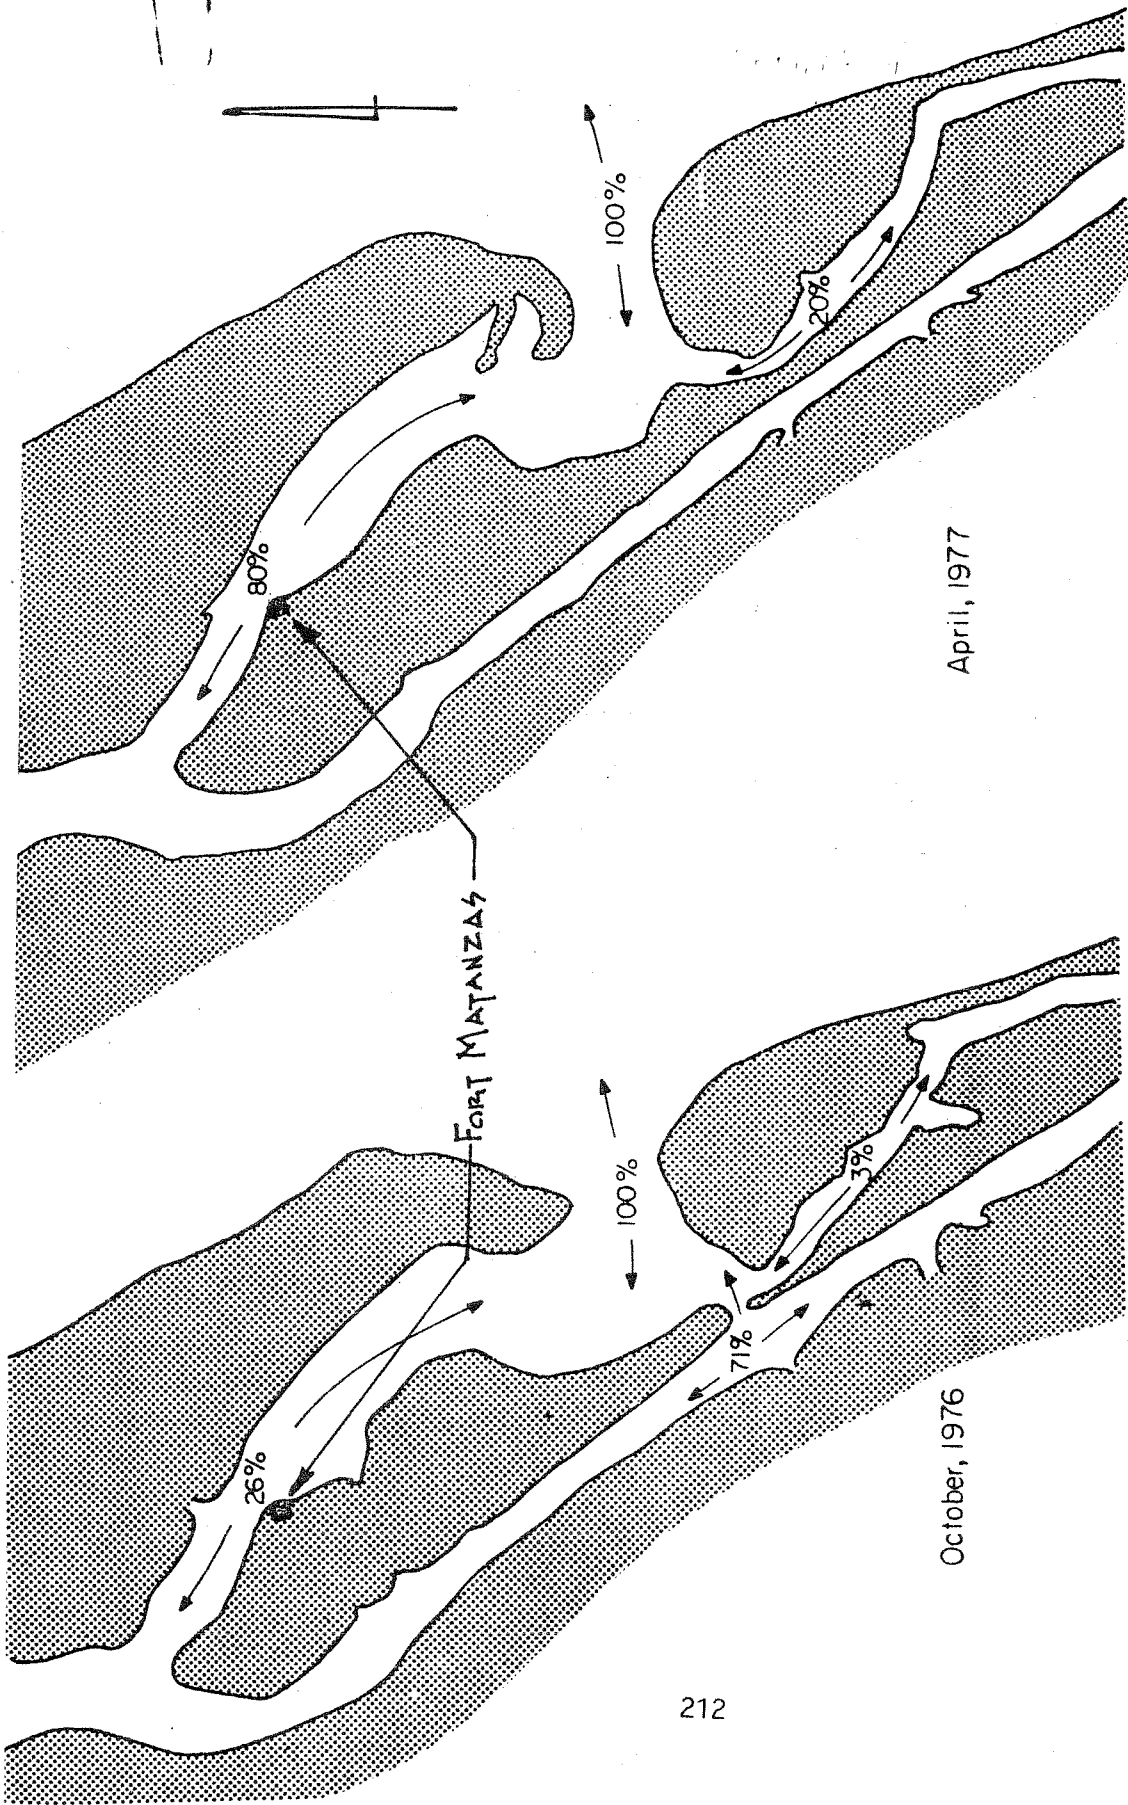 100%
26%
71%
3%
October, 1976
FORT MATANZAS
100%
80%
20%
April, 1977
212